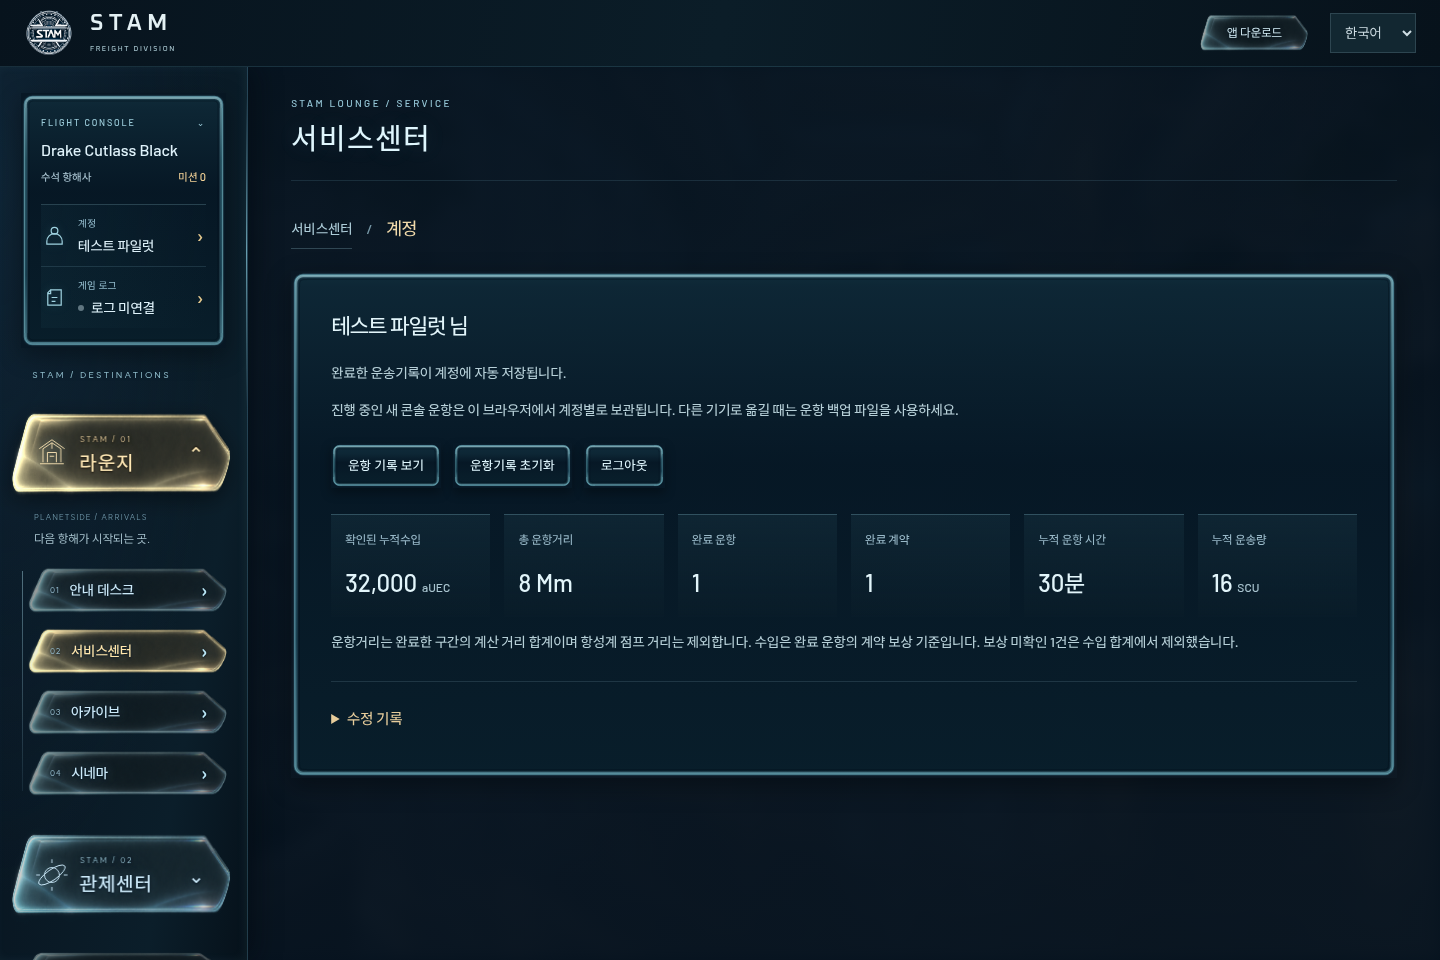 STAM
STAM
FREIGHT DIVISION
앱 다운로드
한국어
FLIGHT CONSOLE
Drake Cutlass Black
수석 항해사
미션 0
계정
테스트 파일럿
게임 로그
로그 미연결
STAM / DESTINATIONS
STAM / 01
라운지
PLANETSIDE / ARRIVALS
다음 항해가 시작되는 곳.
01 안내 데스크
02 서비스센터
03 아카이브
04 시네마
STAM / 02
관제센터
STAM LOUNGE / SERVICE
서비스센터
서비스센터 / 계정
테스트 파일럿 님
완료한 운송기록이 계정에 자동 저장됩니다.
진행 중인 새 콘솔 운항은 이 브라우저에서 계정별로 보관됩니다. 다른 기기로 옮길 때는 운항 백업 파일을 사용하세요.
운항 기록 보기
운항기록 초기화
로그아웃
확인된 누적수입
32,000 aUEC
총 운항거리
8 Mm
완료 운항
1
완료 계약
1
누적 운항 시간
30분
누적 운송량
16 SCU
운항거리는 완료한 구간의 계산 거리 합계이며 항성계 점프 거리는 제외합니다. 수입은 완료 운항의 계약 보상 기준입니다. 보상 미확인 1건은 수입 합계에서 제외했습니다.
수정 기록